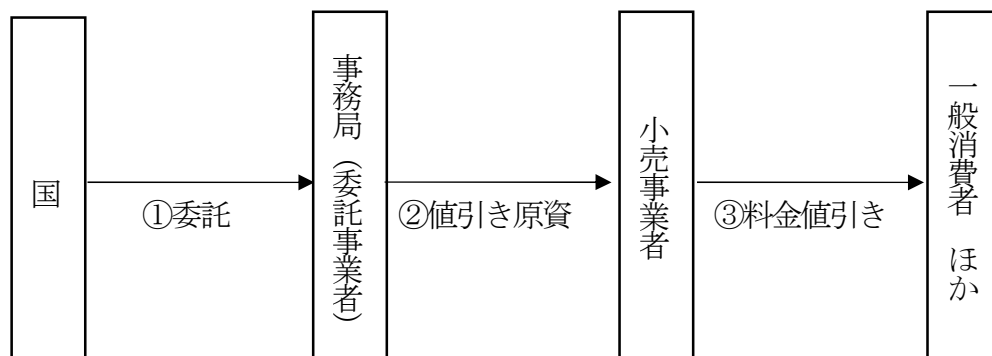 国
①委託
事務局（委託事業者）
②値引き原資
小売事業者
③料金値引き
一般消費者　ほか